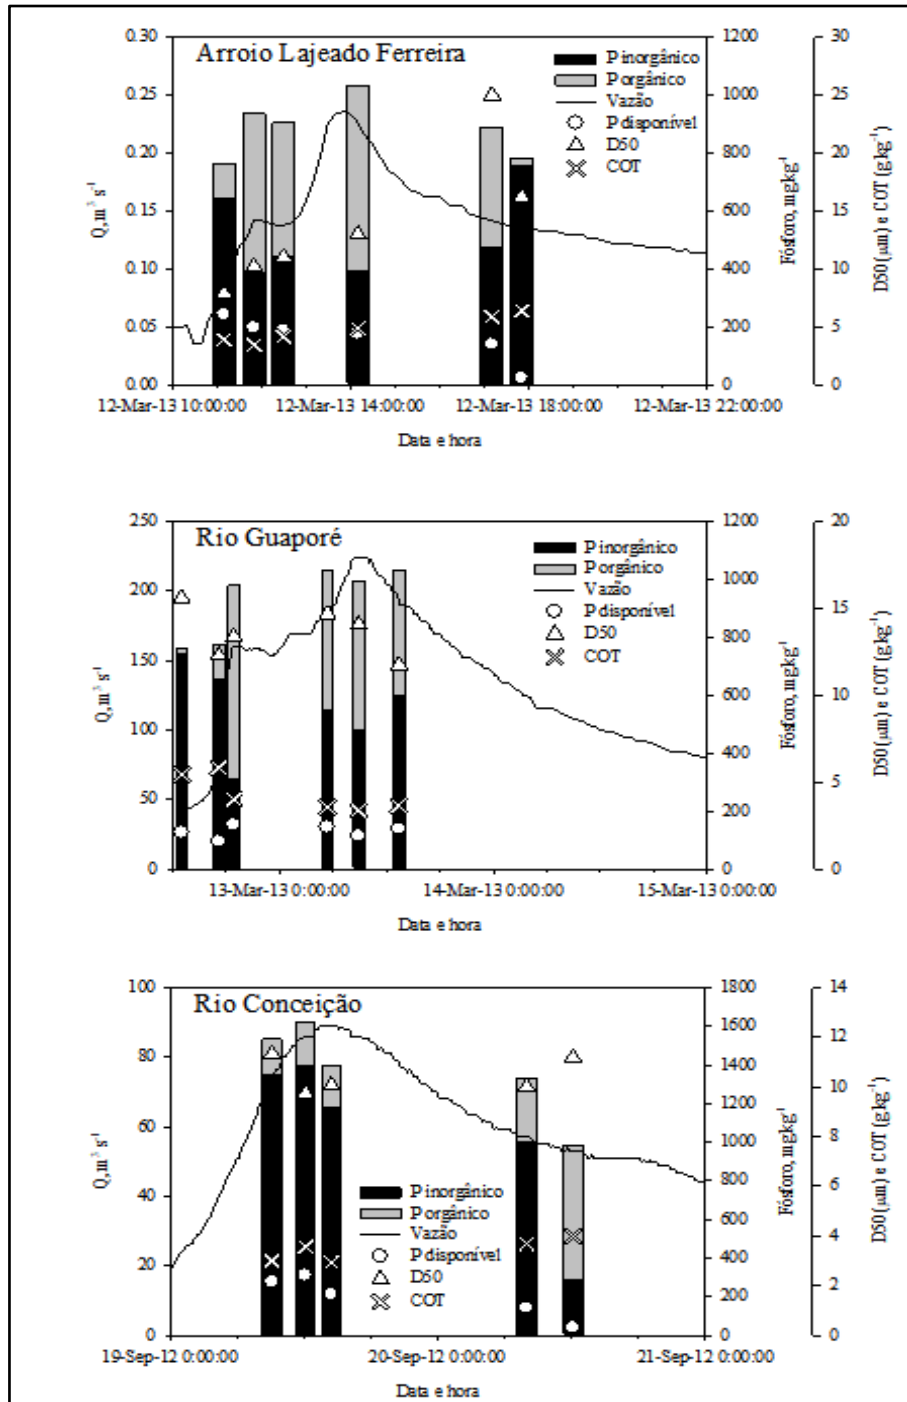 Arroio Lajeado Ferreira
P inorgânico
P orgânico
Vazão
P disponível
D50
COT
0.30
0.25
0.20
0.15
0.10
0.05
0.00
Q, m³ s⁻¹
1200
1000
800
600
400
200
0
Fósforo, mg kg⁻¹
30
25
20
15
10
5
0
D50 (µm) e COT (g kg⁻¹)
12-Mar-13 10:00:00 12-Mar-13 14:00:00 12-Mar-13 18:00:00 12-Mar-13 22:00:00
Data e hora
Rio Guaporé
P inorgânico
P orgânico
Vazão
P disponível
D50
COT
250
200
150
100
50
0
Q, m³ s⁻¹
1200
1000
800
600
400
200
0
Fósforo, mg kg⁻¹
20
15
10
5
0
D50 (µm) e COT (g kg⁻¹)
13-Mar-13 0:00:00 14-Mar-13 0:00:00 15-Mar-13 0:00:00
Data e hora
Rio Conceição
P inorgânico
P orgânico
Vazão
P disponível
D50
COT
100
80
60
40
20
0
Q, m³ s⁻¹
1800
1600
1400
1200
1000
800
600
400
200
0
Fósforo, mg kg⁻¹
14
12
10
8
6
4
2
0
D50 (µm) e COT (g kg⁻¹)
19-Sep-12 0:00:00 20-Sep-12 0:00:00 21-Sep-12 0:00:00
Data e hora